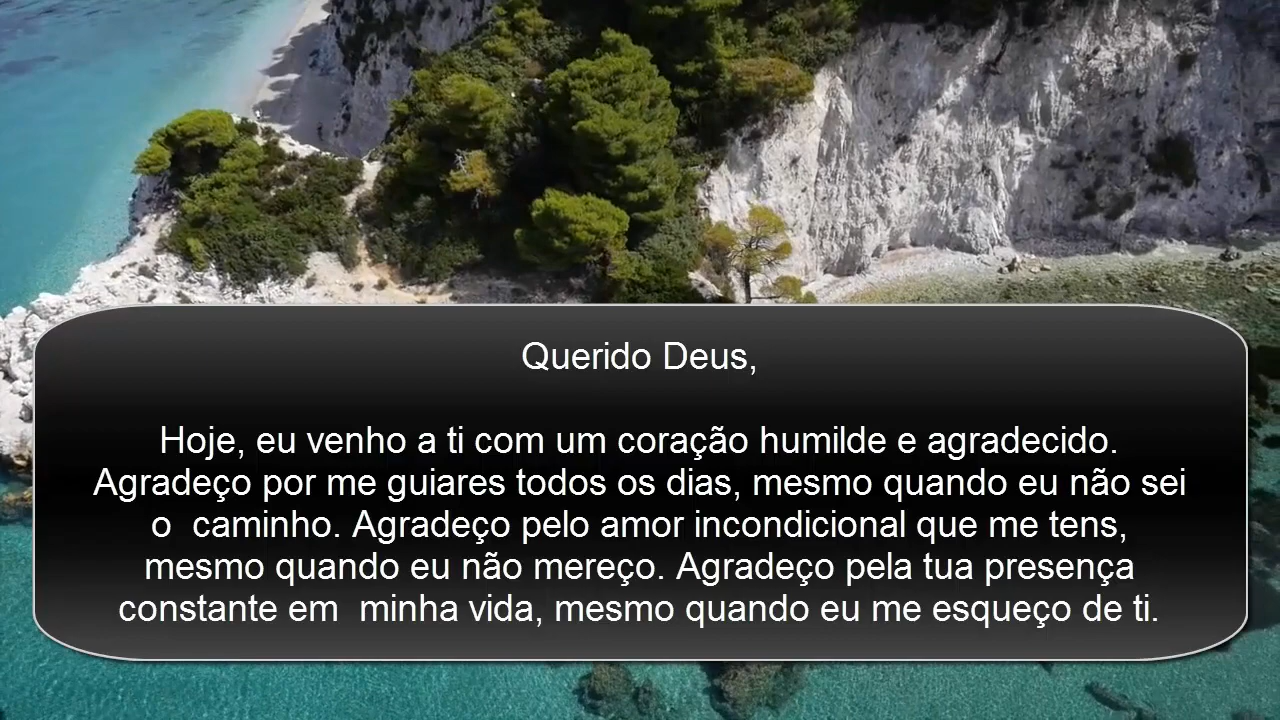 Querido Deus,
Hoje, eu venho a ti com um coração humilde e agradecido.
Agradeço por me guiares todos os dias, mesmo quando eu não sei
o  caminho. Agradeço pelo amor incondicional que me tens,
mesmo quando eu não mereço. Agradeço pela tua presença
constante em  minha vida, mesmo quando eu me esqueço de ti.